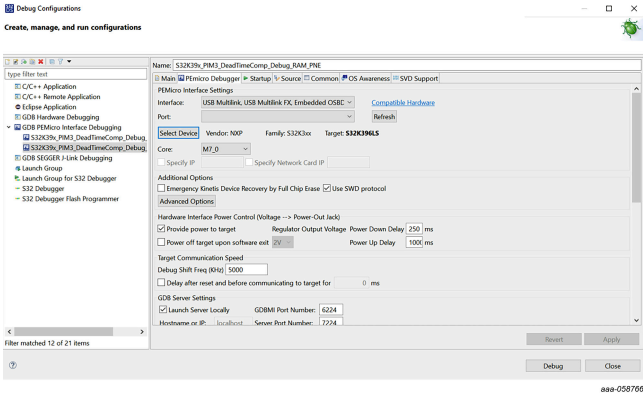 Debug Configurations
Create, manage, and run configurations
type filter text
C/C++ Application
C/C++ Remote Application
Eclipse Application
GDB Hardware Debugging
GDB PEMicro Interface Debugging
S32K39x_PIM3_DeadTimeComp_Debug_
S32K39x_PIM3_DeadTimeComp_Debug_
GDB SEGGER J-Link Debugging
Launch Group
Launch Group for S32 Debugger
S32 Debugger
S32 Debugger Flash Programmer
Filter matched 12 of 21 items
Name: S32K39x_PIM3_DeadTimeComp_Debug_RAM_PNE
Main PEmicro Debugger Startup Source Common OS Awareness SVD Support
PEMicro Interface Settings
Interface: USB Multilink, USB Multilink FX, Embedded OSBD Compatible Hardware
Port: Refresh
Select Device Vendor: NXP Family: S32K3xx Target: S32K396LS
Core: M7_0
Specify IP Specify Network Card IP
Additional Options
Emergency Kinetis Device Recovery by Full Chip Erase Use SWD protocol
Advanced Options
Hardware Interface Power Control (Voltage --> Power-Out Jack)
Provide power to target Regulator Output Voltage Power Down Delay 250 ms
Power off target upon software exit 2V Power Up Delay ms
Target Communication Speed
Debug Shift Freq (KHz) 5000
Delay after reset and before communicating to target for 0 ms
GDB Server Settings
Launch Server Locally GDBMI Port Number: 6224
Hostname or IP: localhost Server Port Number: 7224
Revert Apply
Debug Close
aaa-058766